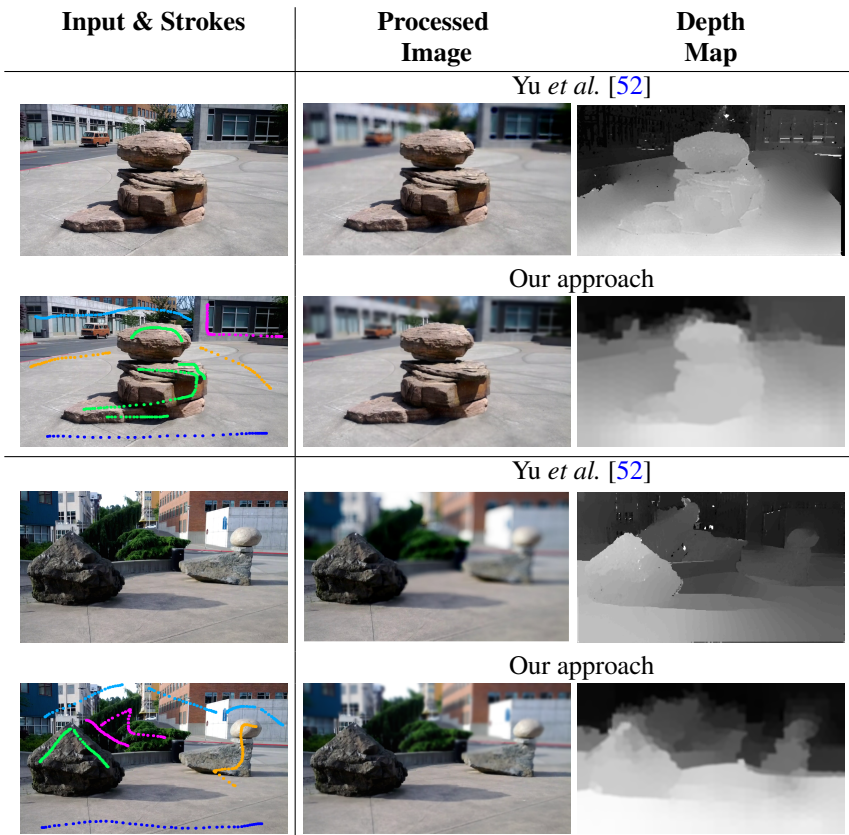 Input & Strokes
Processed Image
Depth Map
Yu et al. [52]
Our approach
Yu et al. [52]
Our approach